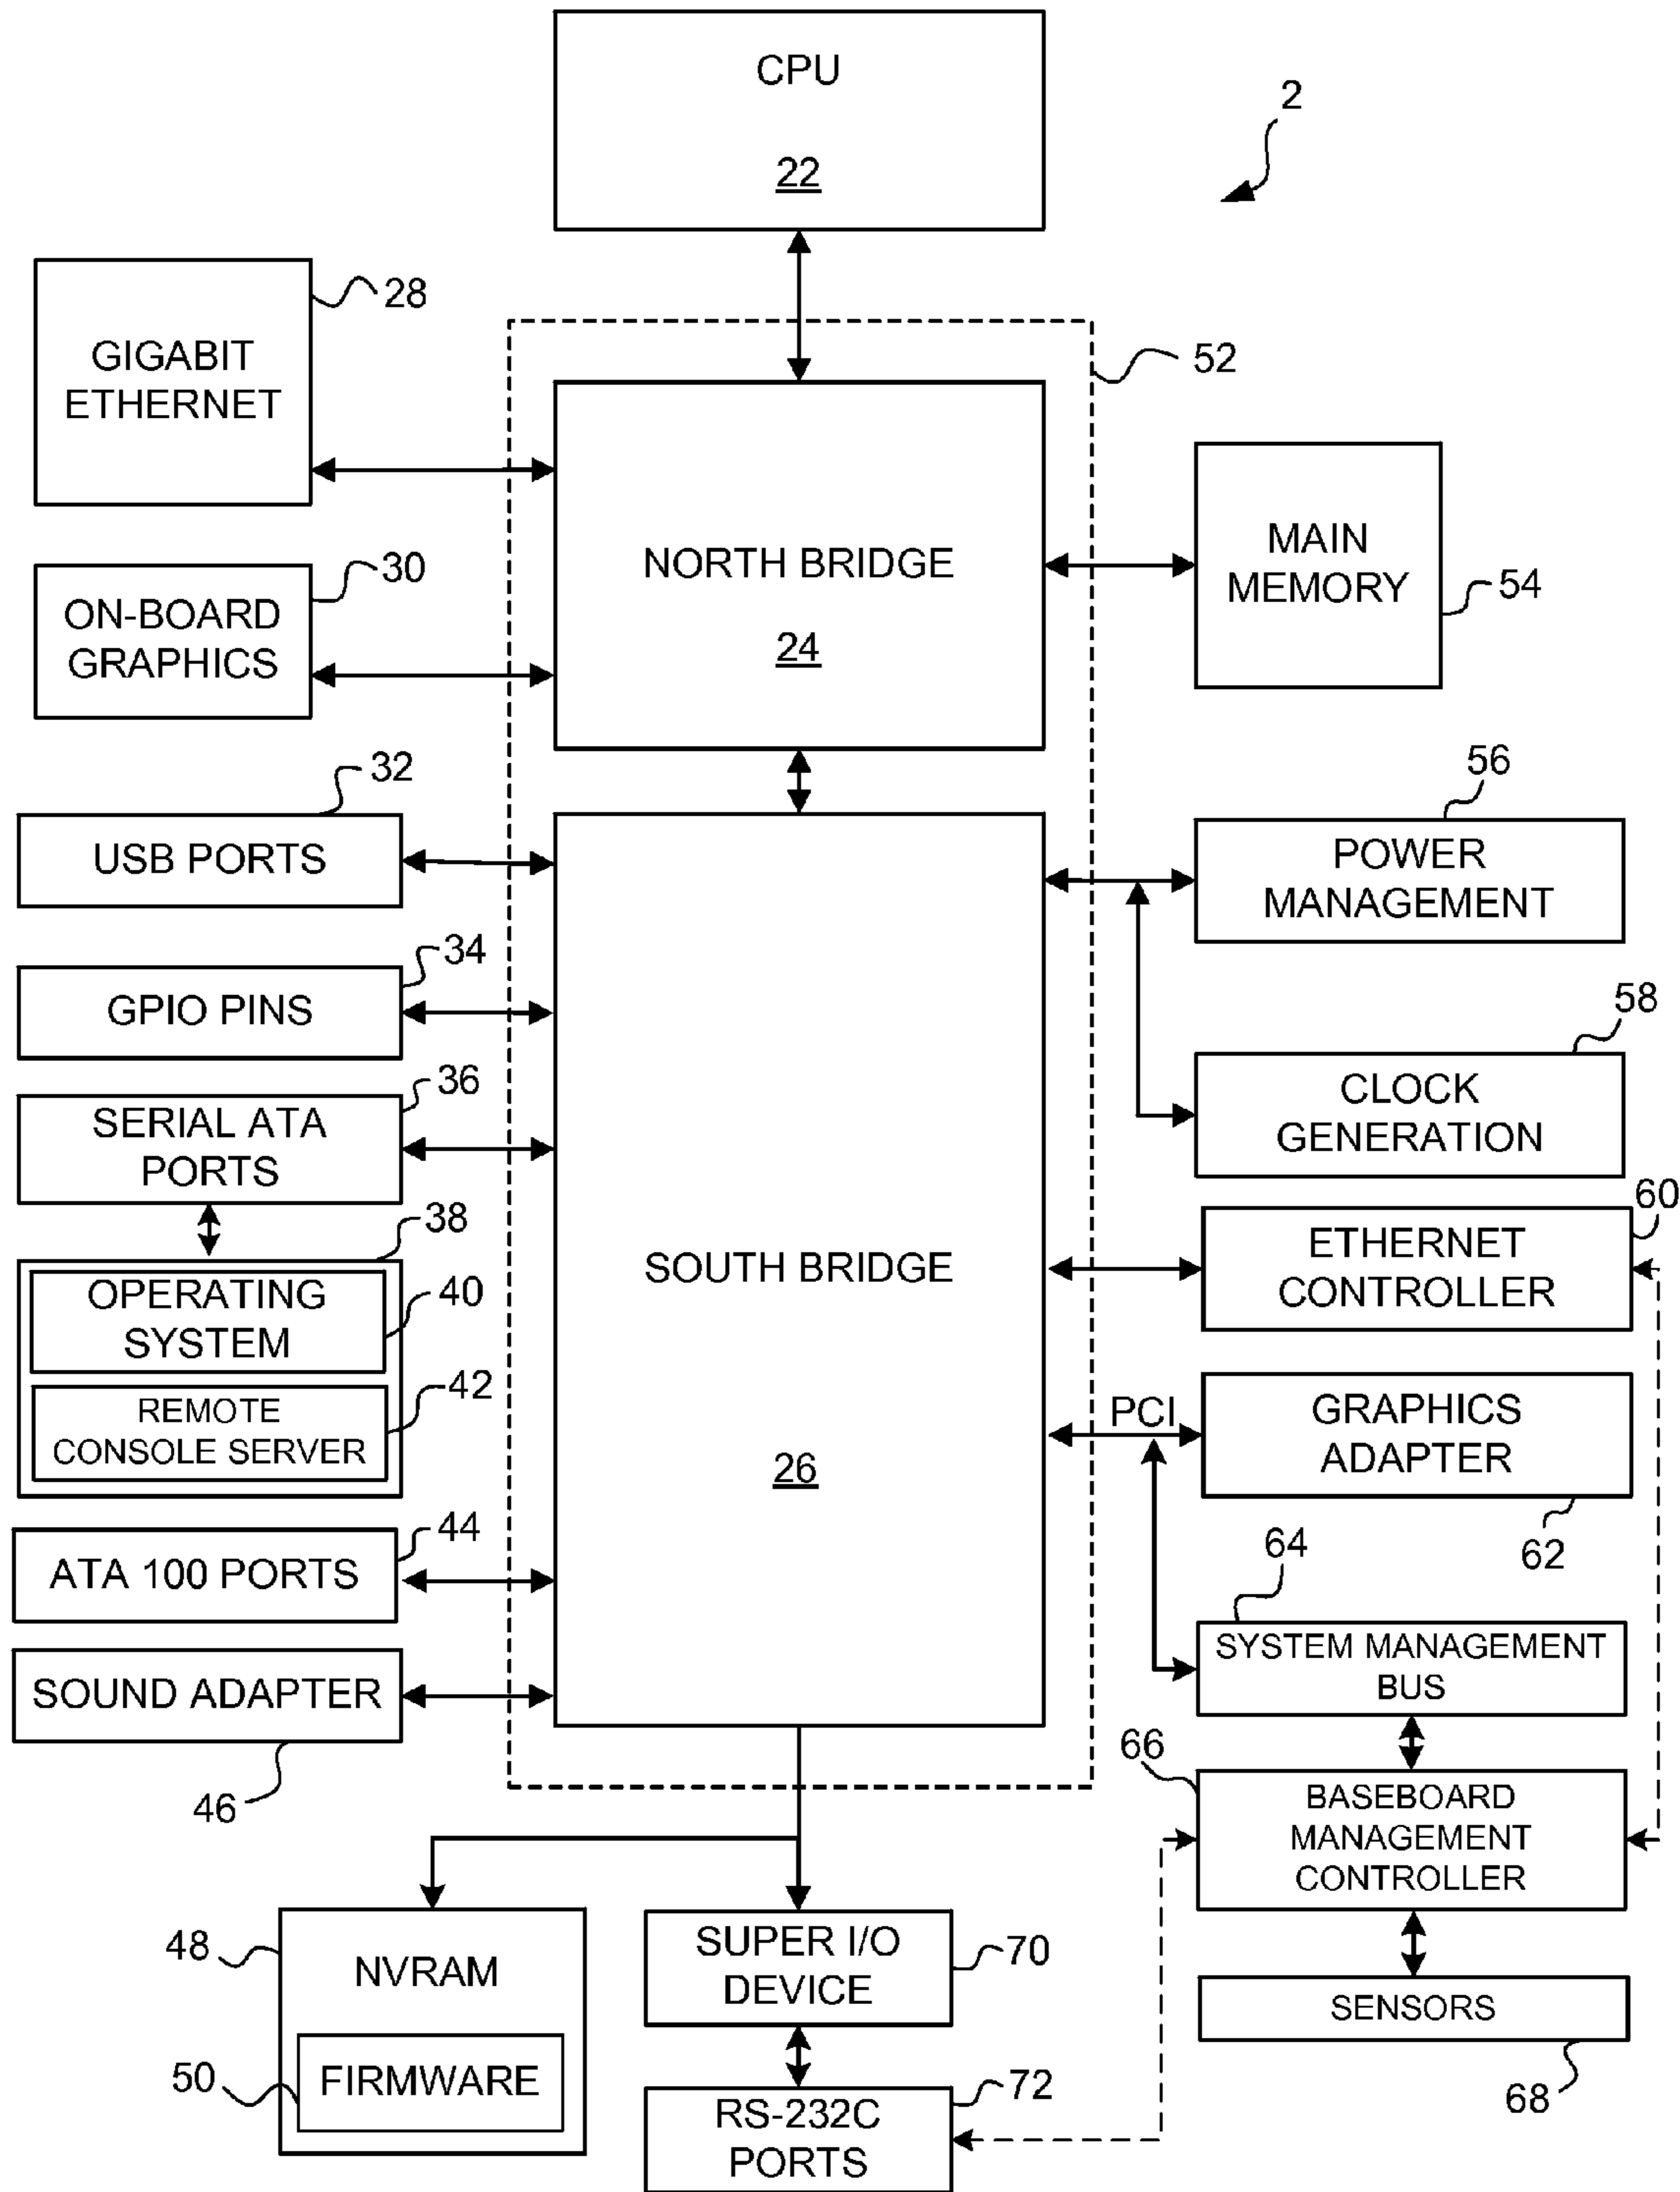 CPU
22
2
28
GIGABIT
ETHERNET
52
NORTH BRIDGE
24
MAIN
MEMORY
54
30
ON-BOARD
GRAPHICS
32
USB PORTS
56
POWER
MANAGEMENT
34
GPIO PINS
58
CLOCK
GENERATION
36
SERIAL ATA
PORTS
38
OPERATING
SYSTEM
40
REMOTE
CONSOLE SERVER
42
SOUTH BRIDGE
26
60
ETHERNET
CONTROLLER
PCI
GRAPHICS
ADAPTER
62
44
ATA 100 PORTS
SOUND ADAPTER
46
64
SYSTEM MANAGEMENT
BUS
66
BASEBOARD
MANAGEMENT
CONTROLLER
SENSORS
68
48
NVRAM
50
FIRMWARE
SUPER I/O
DEVICE
70
RS-232C
PORTS
72